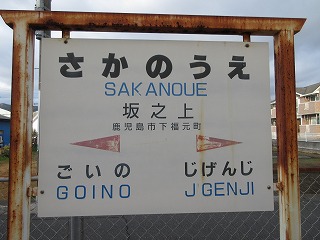 さかのうえ
SAKANOUE
坂之上
鹿児島市下福元町
ごいの じげんじ
GOINO JIGENJI